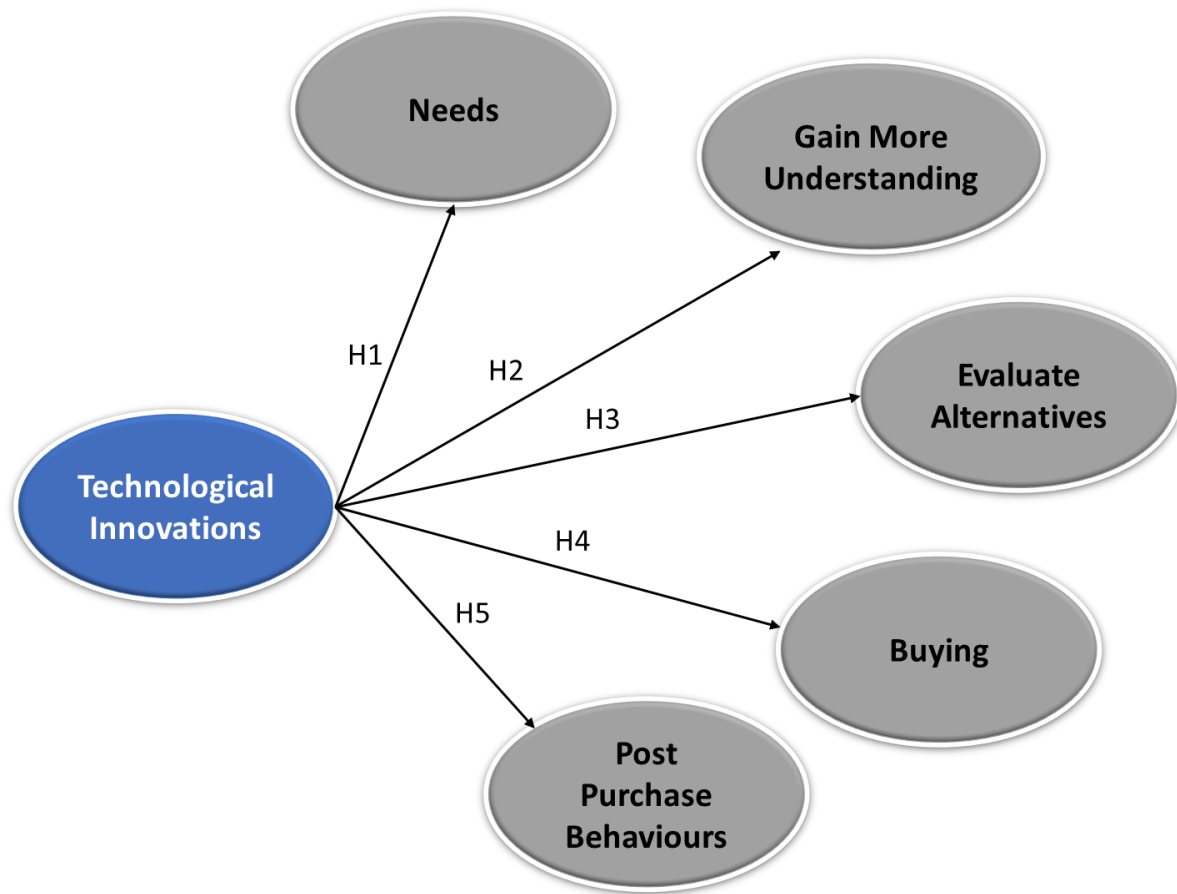 Needs
Gain More
Understanding
H1
H2
Evaluate
Alternatives
H3
Technological
Innovations
H4
H5
Buying
Post
Purchase
Behaviours